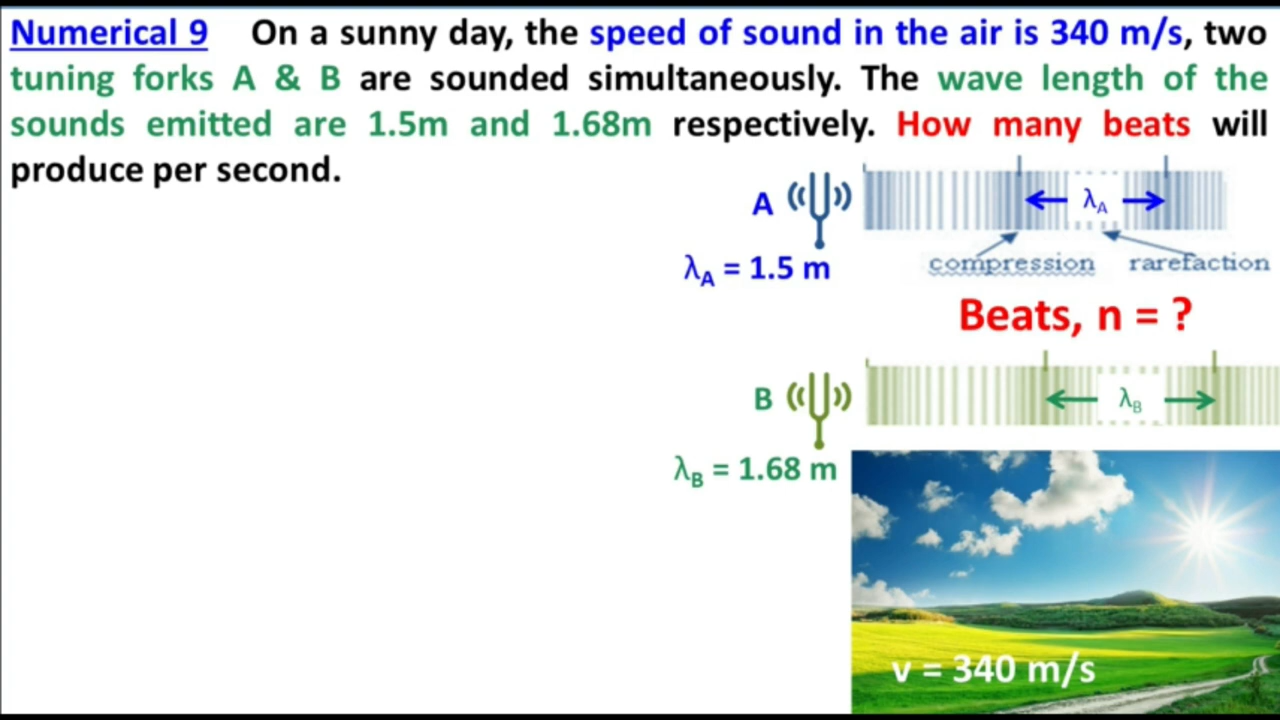 Numerical 9 On a sunny day, the speed of sound in the air is 340 m/s, two
tuning forks A & B are sounded simultaneously. The wave length of the
sounds emitted are 1.5m and 1.68m respectively. How many beats will
produce per second.
A
λA
λA = 1.5 m
compression rarefaction
Beats, n = ?
B
λB
λB = 1.68 m
v = 340 m/s